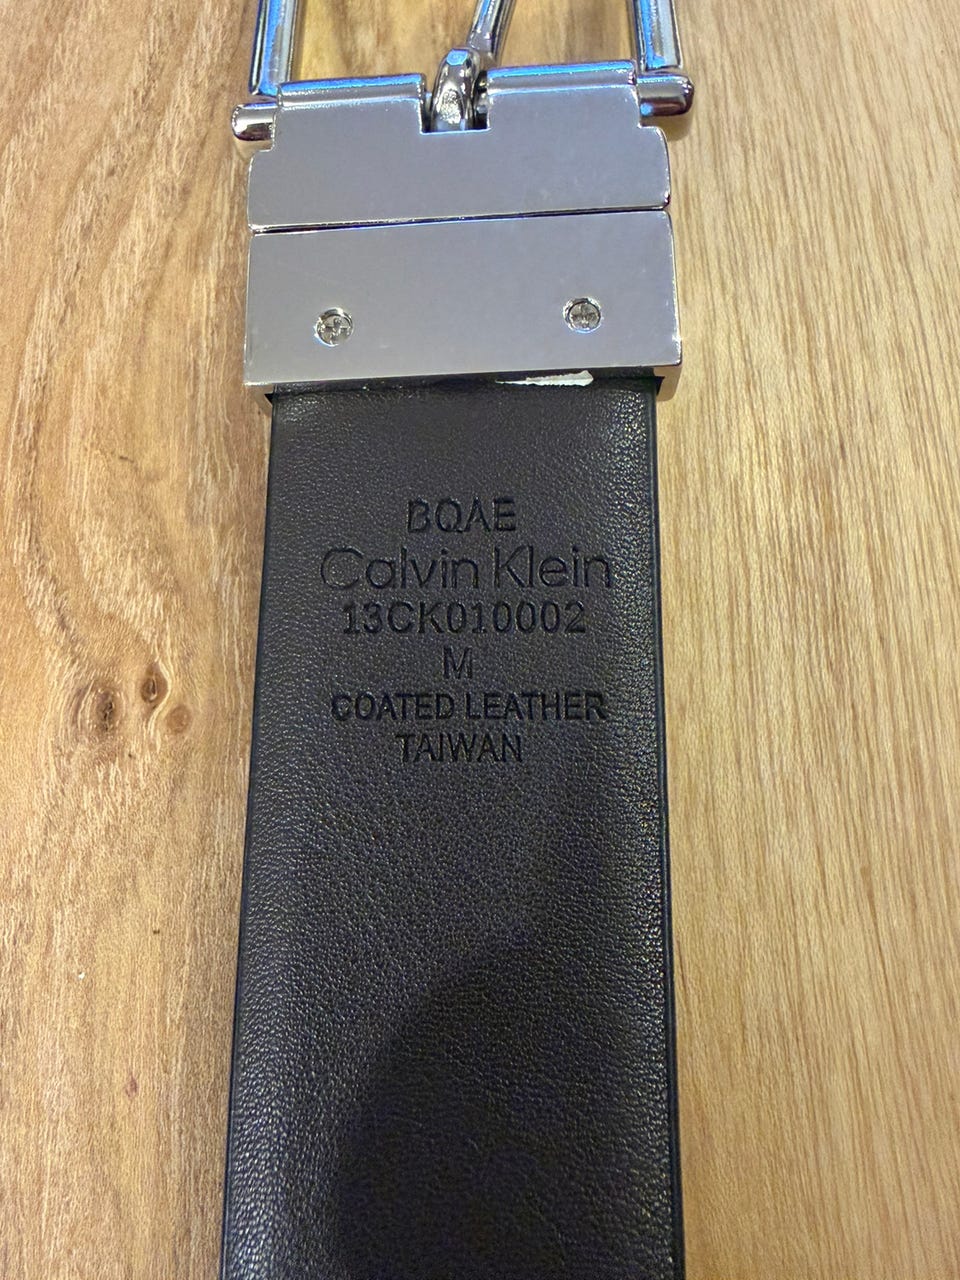 BQAE
Calvin Klein
13CK010002
M
COATED LEATHER
TAIWAN